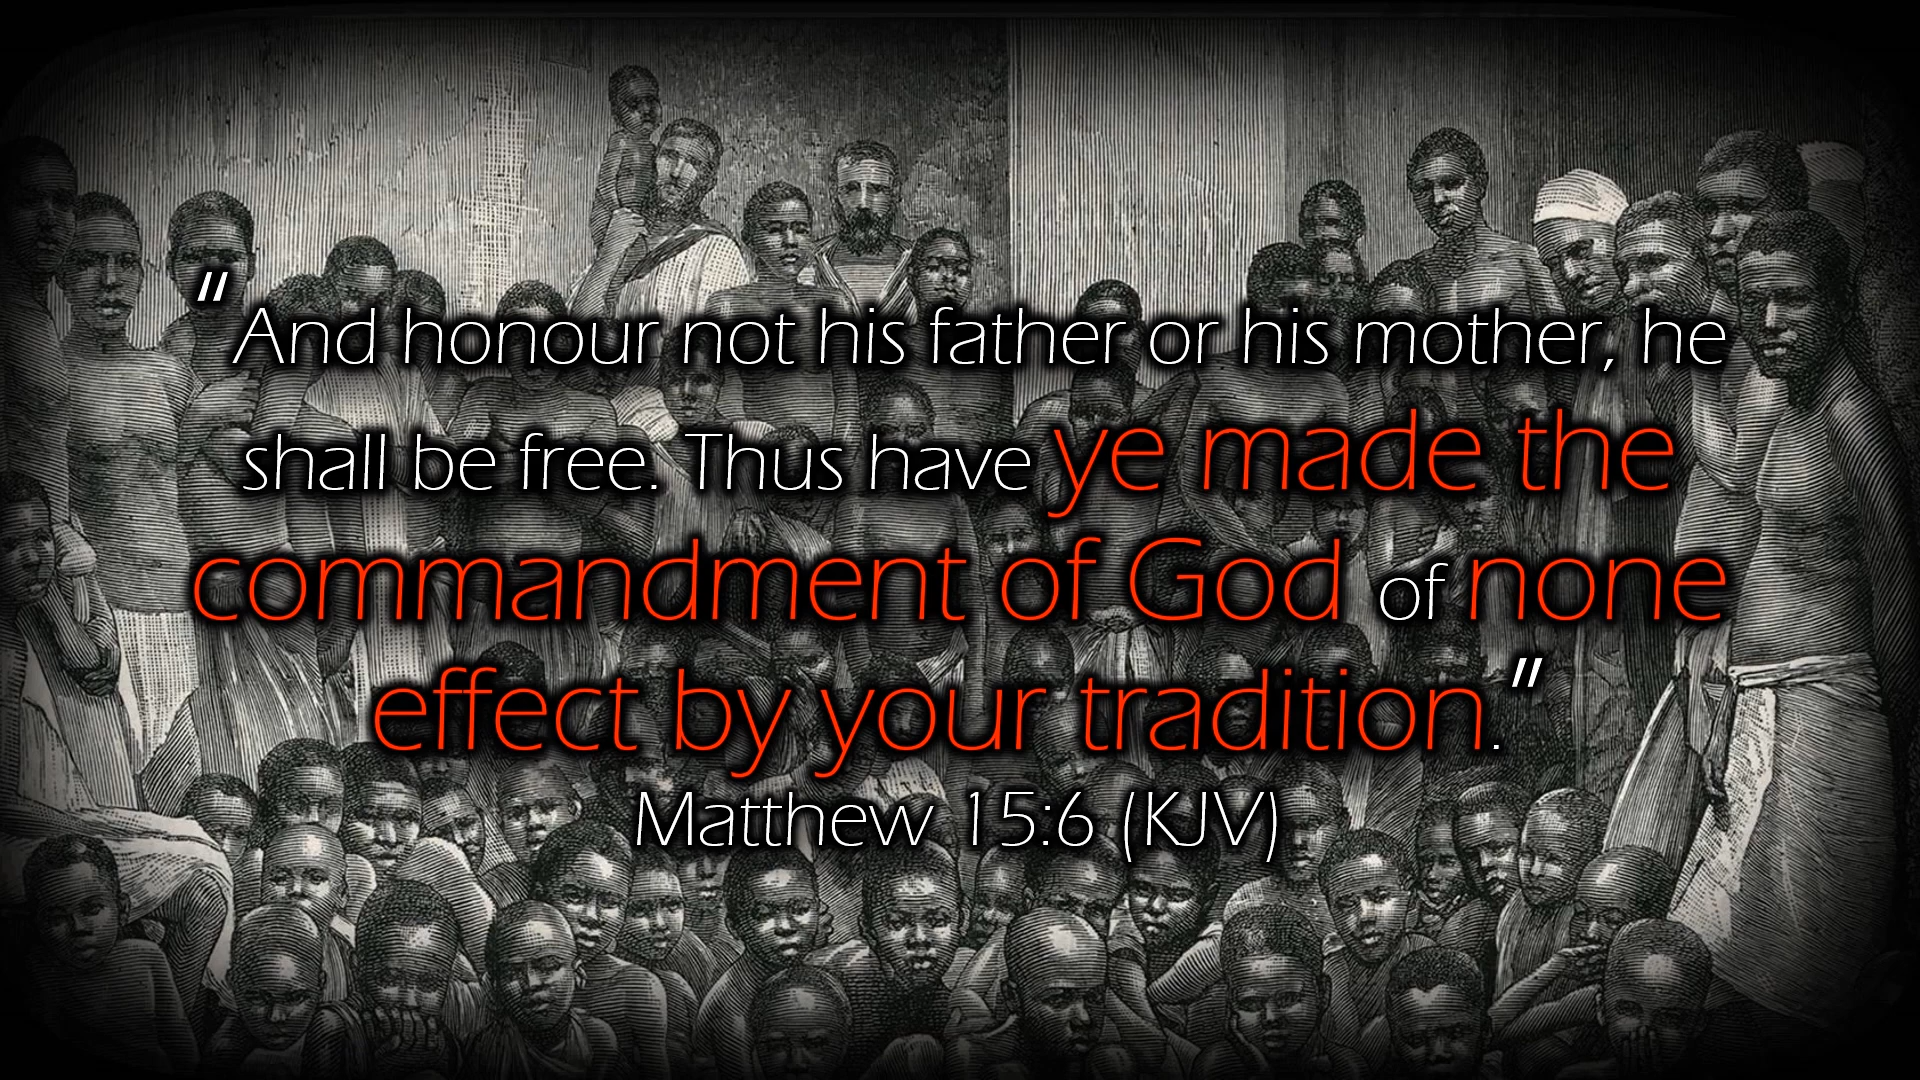 "And honour not his father or his mother, he
shall be free. Thus have ye made the
commandment of God of none
effect by your tradition."
Matthew 15:6 (KJV)